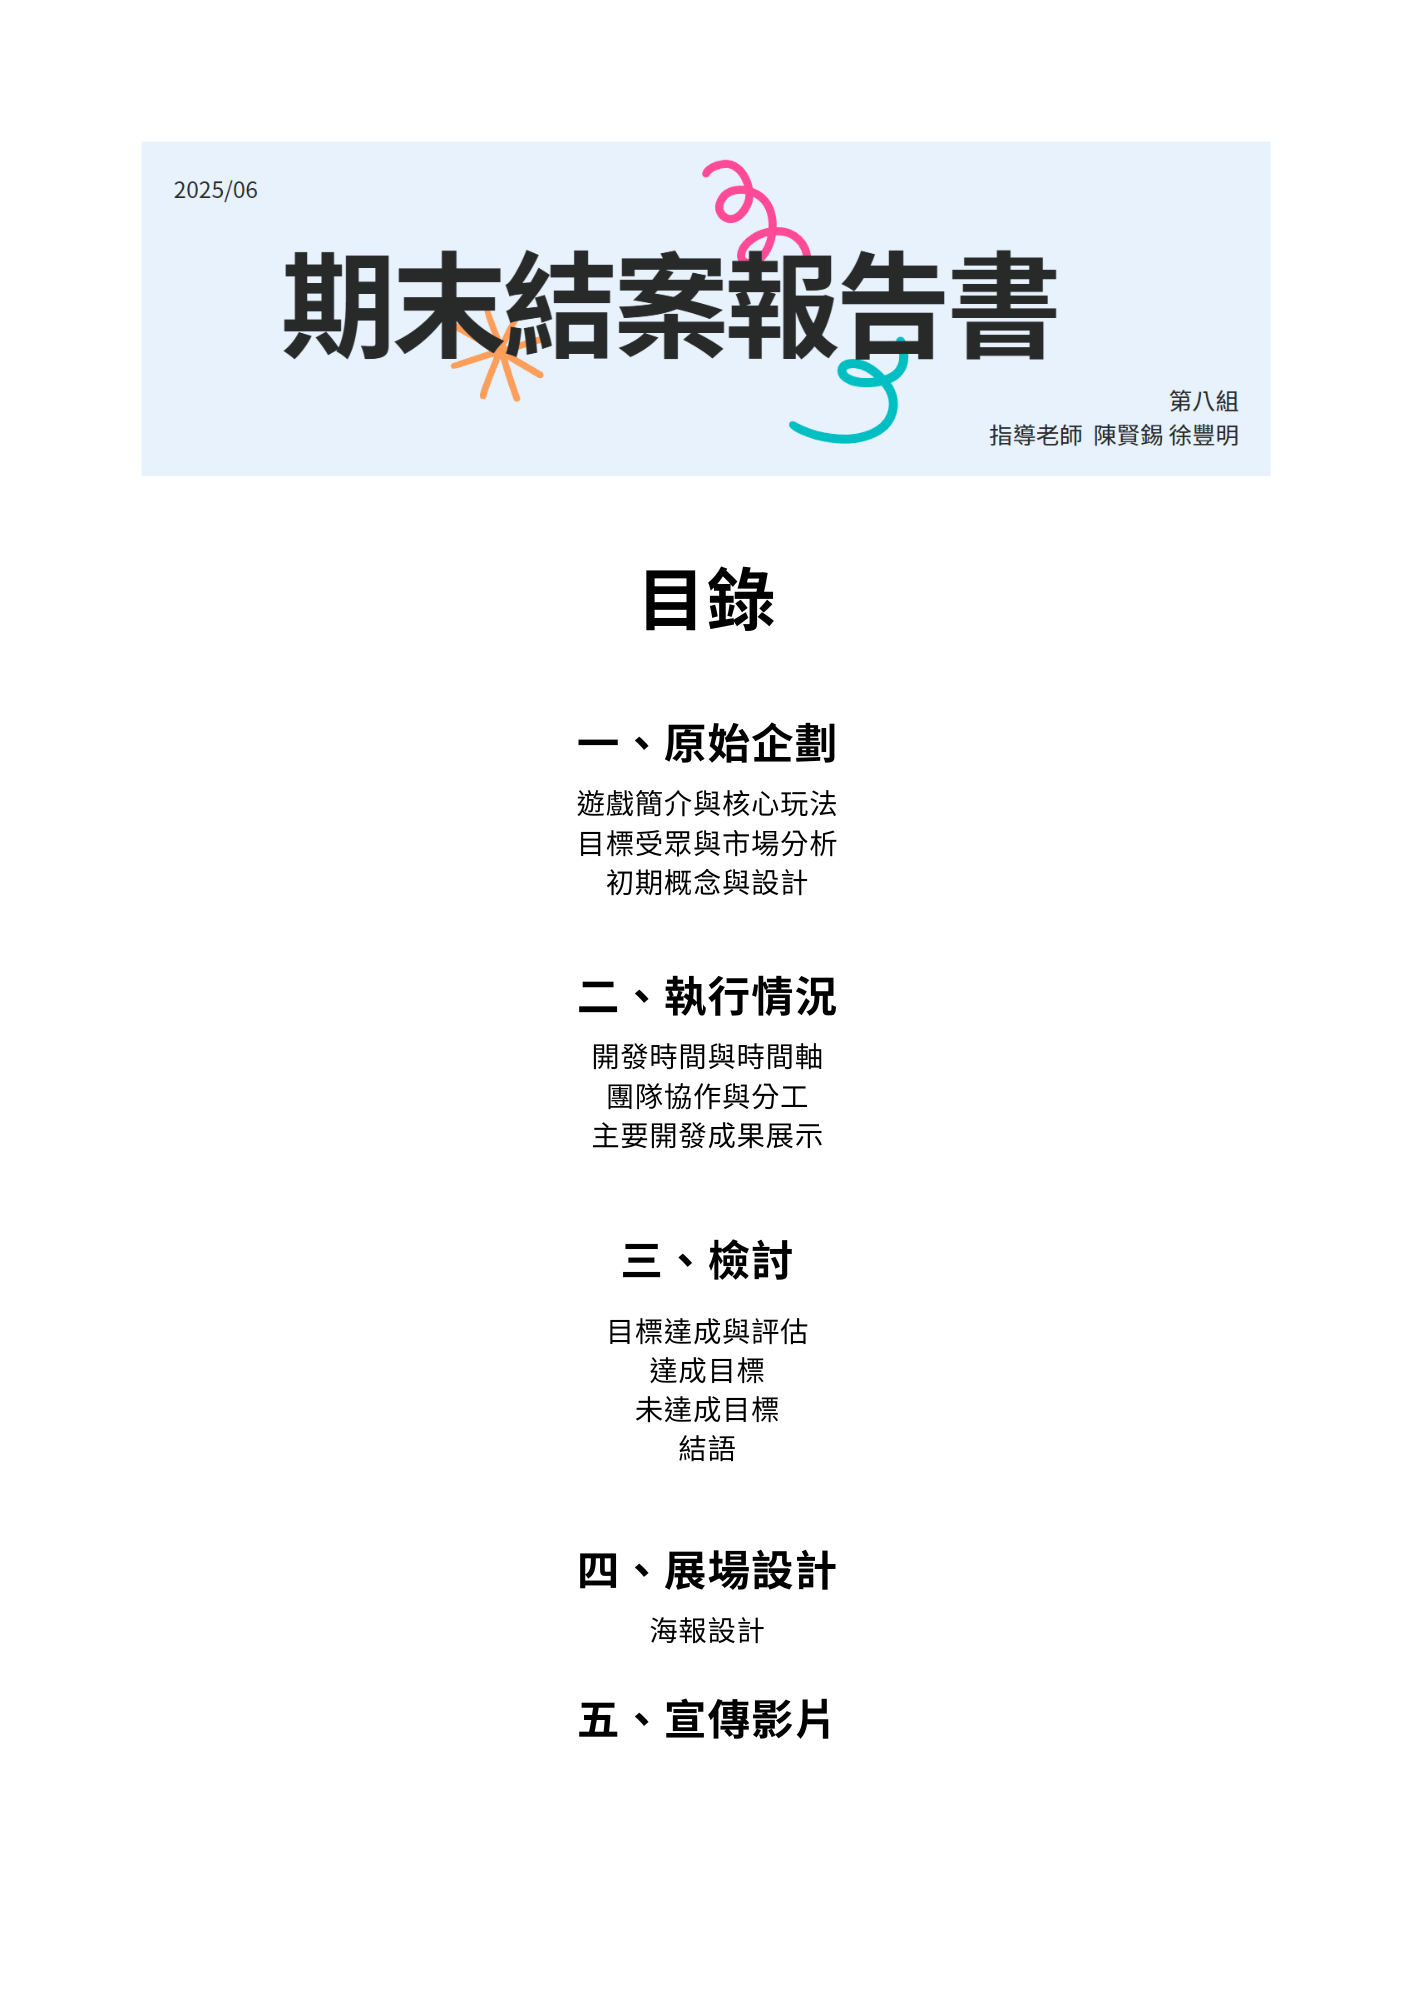 2025/06
期末結案報告書
第八組
指導老師 陳賢錫 徐豐明
目錄
一、原始企劃
遊戲簡介與核心玩法
目標受眾與市場分析
初期概念與設計
二、執行情況
開發時間與時間軸
團隊協作與分工
主要開發成果展示
三、檢討
目標達成與評估
達成目標
未達成目標
結語
四、展場設計
海報設計
五、宣傳影片